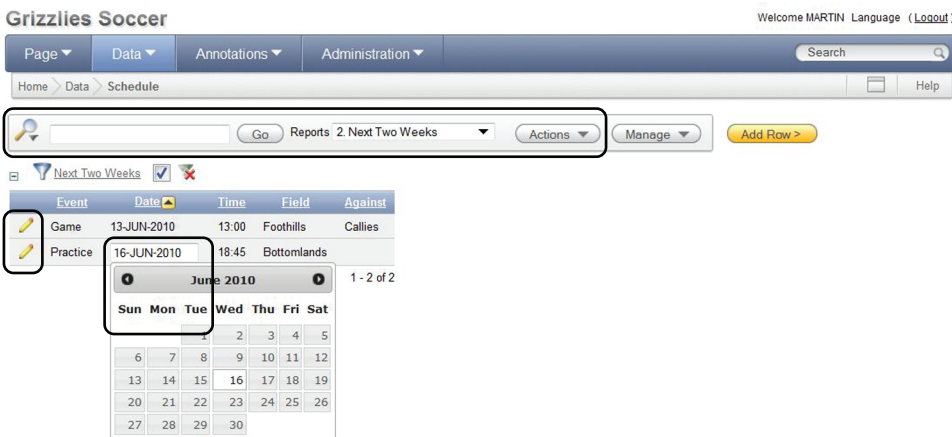 Grizzlies Soccer
Welcome MARTIN Language ( Logout )
Page Data Annotations Administration Search
Home Data Schedule Help
Go Reports 2. Next Two Weeks Actions Manage Add Row >
Next Two Weeks
Event Date Time Field Against
Game 13-JUN-2010 13:00 Foothills Callies
Practice 16-JUN-2010 18:45 Bottomlands
June 2010 1 - 2 of 2
Sun Mon Tue Wed Thu Fri Sat
1 2 3 4 5
6 7 8 9 10 11 12
13 14 15 16 17 18 19
20 21 22 23 24 25 26
27 28 29 30